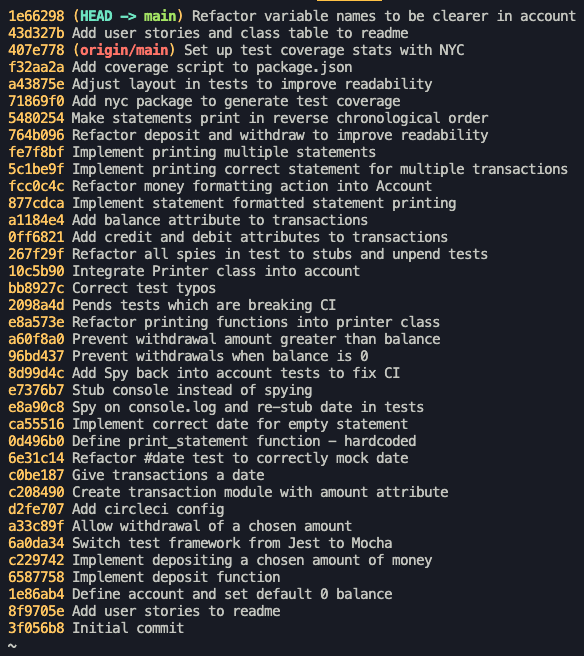 1e66298 (HEAD -> main) Refactor variable names to be clearer in account
43d327b Add user stories and class table to readme
407e778 (origin/main) Set up test coverage stats with NYC
f32aa2a Add coverage script to package.json
a43875e Adjust layout in tests to improve readability
71869f0 Add nyc package to generate test coverage
5480254 Make statements print in reverse chronological order
764b096 Refactor deposit and withdraw to improve readability
fe7f8bf Implement printing multiple statements
5c1be9f Implement printing correct statement for multiple transactions
fcc0c4c Refactor money formatting action into Account
877cdca Implement statement formatted statement printing
a1184e4 Add balance attribute to transactions
0ff6821 Add credit and debit attributes to transactions
267f29f Refactor all spies in test to stubs and unpend tests
10c5b90 Integrate Printer class into account
bb8927c Correct test typos
2098a4d Pends tests which are breaking CI
e8a573e Refactor printing functions into printer class
a60f8a0 Prevent withdrawal amount greater than balance
96bd437 Prevent withdrawals when balance is 0
8d99d4c Add Spy back into account tests to fix CI
e7376b7 Stub console instead of spying
e8a90c8 Spy on console.log and re-stub date in tests
ca55516 Implement correct date for empty statement
0d496b0 Define print_statement function - hardcoded
6e31c14 Refactor #date test to correctly mock date
c0be187 Give transactions a date
c208490 Create transaction module with amount attribute
d2fe707 Add circleci config
a33c89f Allow withdrawal of a chosen amount
6a0da34 Switch test framework from Jest to Mocha
c229742 Implement depositing a chosen amount of money
6587758 Implement deposit function
1e86ab4 Define account and set default 0 balance
8f9705e Add user stories to readme
3f056b8 Initial commit
~